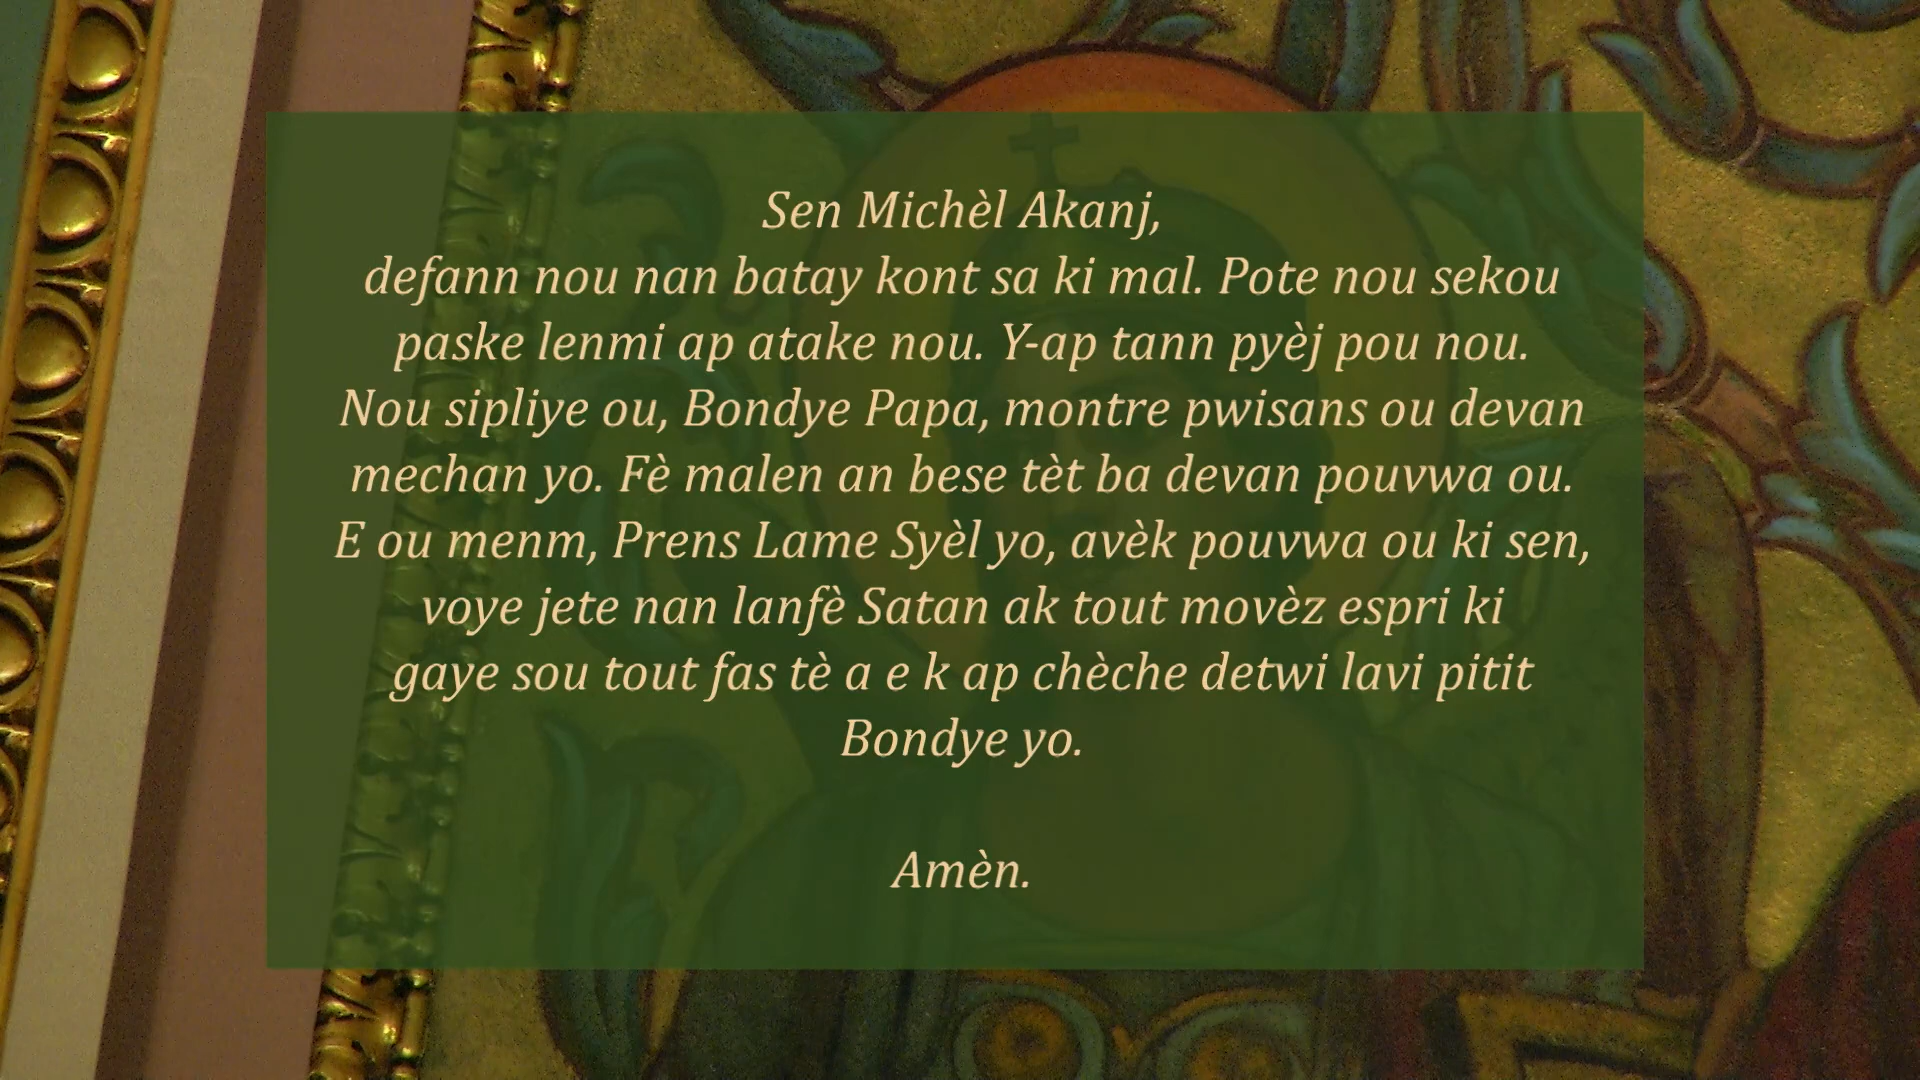 Sen Michèl Akanj,
defann nou nan batay kont sa ki mal. Pote nou sekou
paske lenmi ap atake nou. Y-ap tann pyèj pou nou.
Nou sipliye ou, Bondye Papa, montre pwisans ou devan
mechan yo. Fè malen an bese tèt ba devan pouvwa ou.
E ou menm, Prens Lame Syèl yo, avèk pouvwa ou ki sen,
voye jete nan lanfè Satan ak tout movèz espri ki
gaye sou tout fas tè a e k ap chèche detwi lavi pitit
Bondye yo.
Amèn.